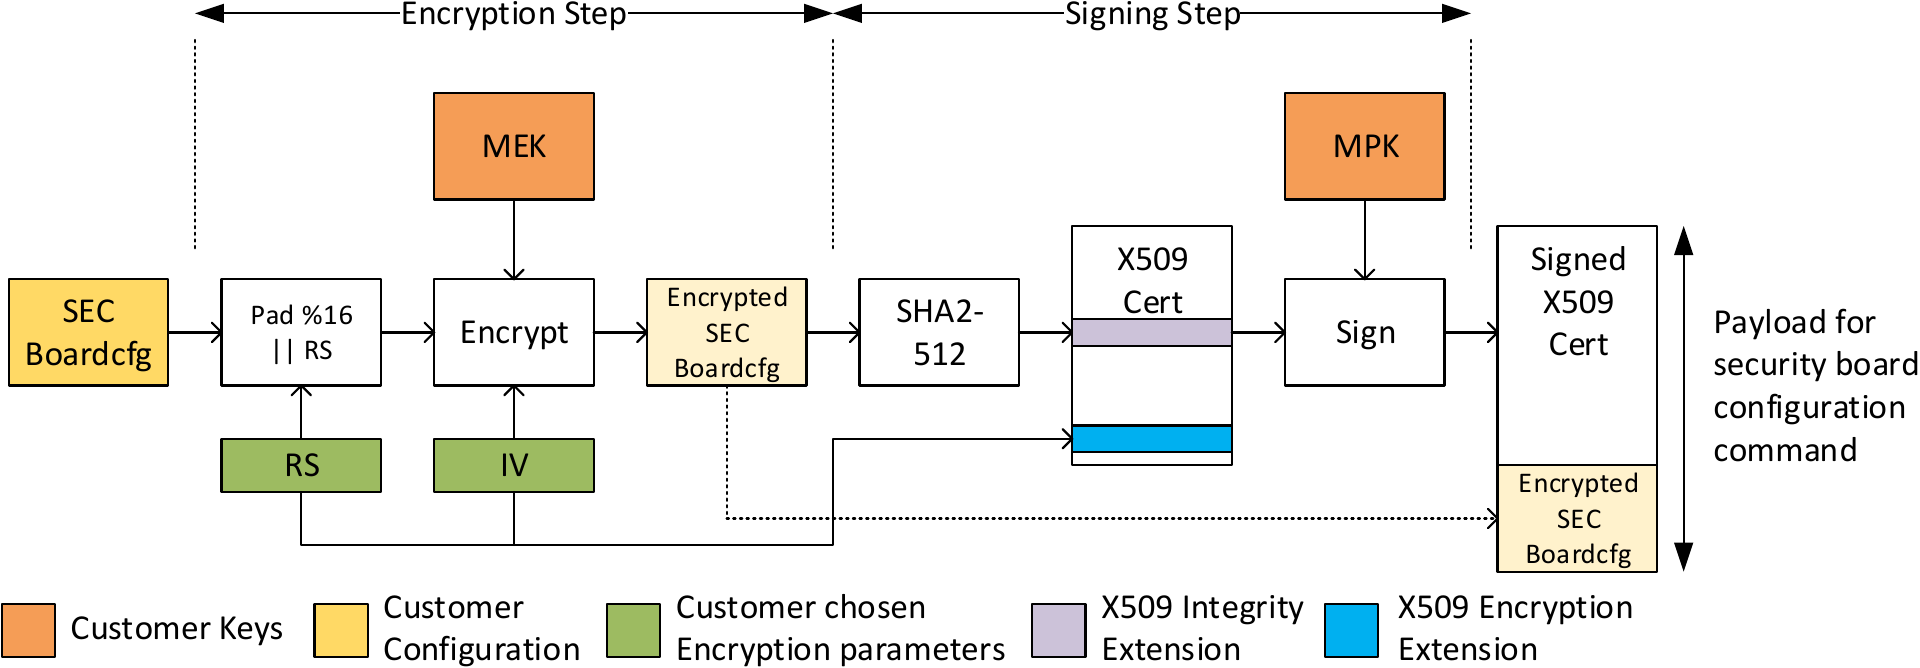 Encryption Step
Signing Step
MEK
MPK
SEC
Boardcfg
Pad %16
|| RS
Encrypt
Encrypted
SEC
Boardcfg
SHA2-
512
X509
Cert
Sign
Signed
X509
Cert
Encrypted
SEC
Boardcfg
Payload for
security board
configuration
command
RS
IV
Customer Keys
Customer
Configuration
Customer chosen
Encryption parameters
X509 Integrity
Extension
X509 Encryption
Extension